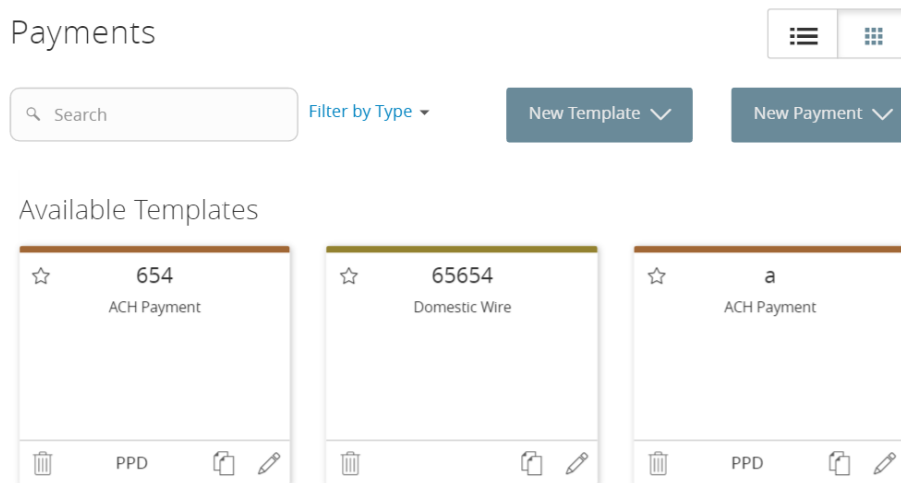 Payments
Search
Filter by Type
New Template
New Payment
Available Templates
654
ACH Payment
PPD
65654
Domestic Wire
a
ACH Payment
PPD